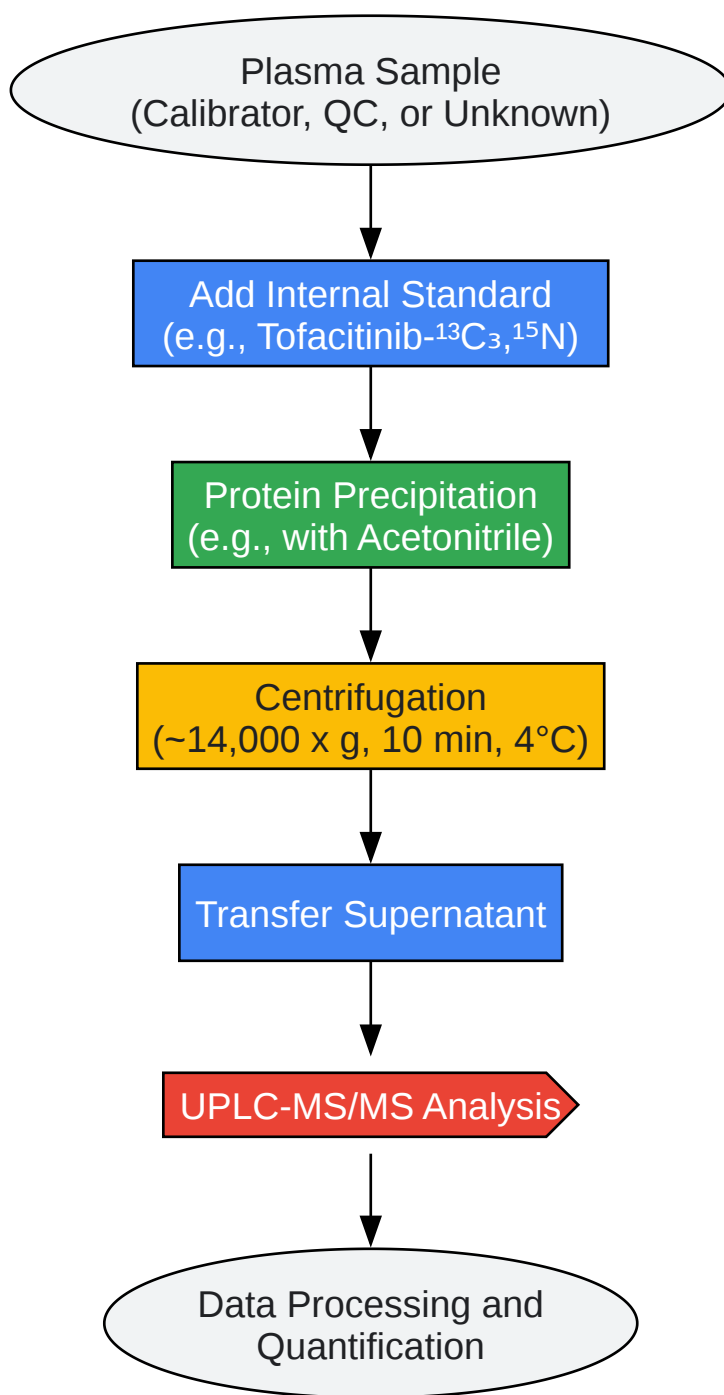 Plasma Sample
(Calibrator, QC, or Unknown)
Add Internal Standard
(e.g., Tofacitinib-¹³C₃,¹⁵N)
Protein Precipitation
(e.g., with Acetonitrile)
Centrifugation
(~14,000 x g, 10 min, 4°C)
Transfer Supernatant
UPLC-MS/MS Analysis
Data Processing and
Quantification